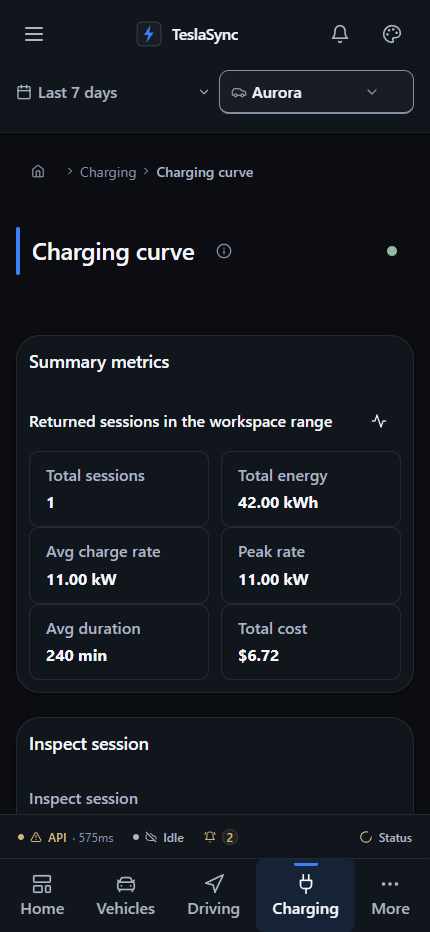 TeslaSync
Last 7 days
Aurora
Charging
Charging curve
Charging curve
Summary metrics
Returned sessions in the workspace range
Total sessions
1
Total energy
42.00 kWh
Avg charge rate
11.00 kW
Peak rate
11.00 kW
Avg duration
240 min
Total cost
$6.72
Inspect session
Inspect session
API · 575ms
Idle
2
Status
Home
Vehicles
Driving
Charging
More